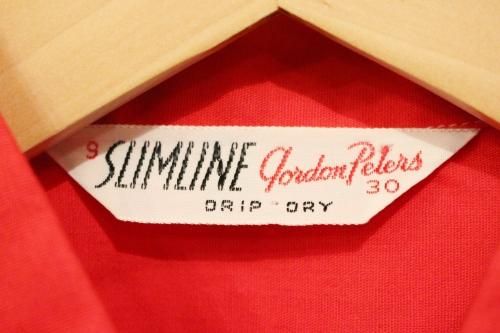 9 SLIMLINE Gordon Peters
30
DRIP-DRY